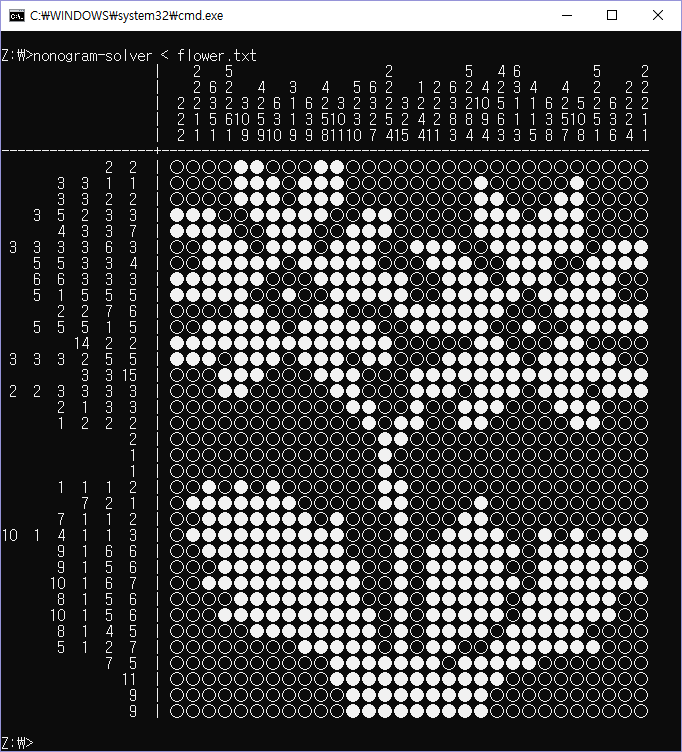 C:₩WINDOWS₩system32₩cmd.exe
Z:₩>nonogram-solver < flower.txt
2 2
3 3 1 1
3 3 2 2
3 5 2 3 3
4 3 3 7
3 3 3 3 6 3
5 5 3 3 4
6 6 3 3 3
5 1 5 5 5
2 2 7 6
5 5 5 1 5
14 2 2
3 3 3 2 5 5
3 3 15
2 2 3 3 3 3
2 1 3 3
1 2 2 2
2
1
1
1 1 1 2
7 2 1
7 1 1 2
10 1 4 1 1 3
9 1 6 6
9 1 5 6
10 1 6 7
8 1 5 6
10 1 5 6
8 1 4 5
5 1 2 7
7 5
11
9
9
Z:₩>